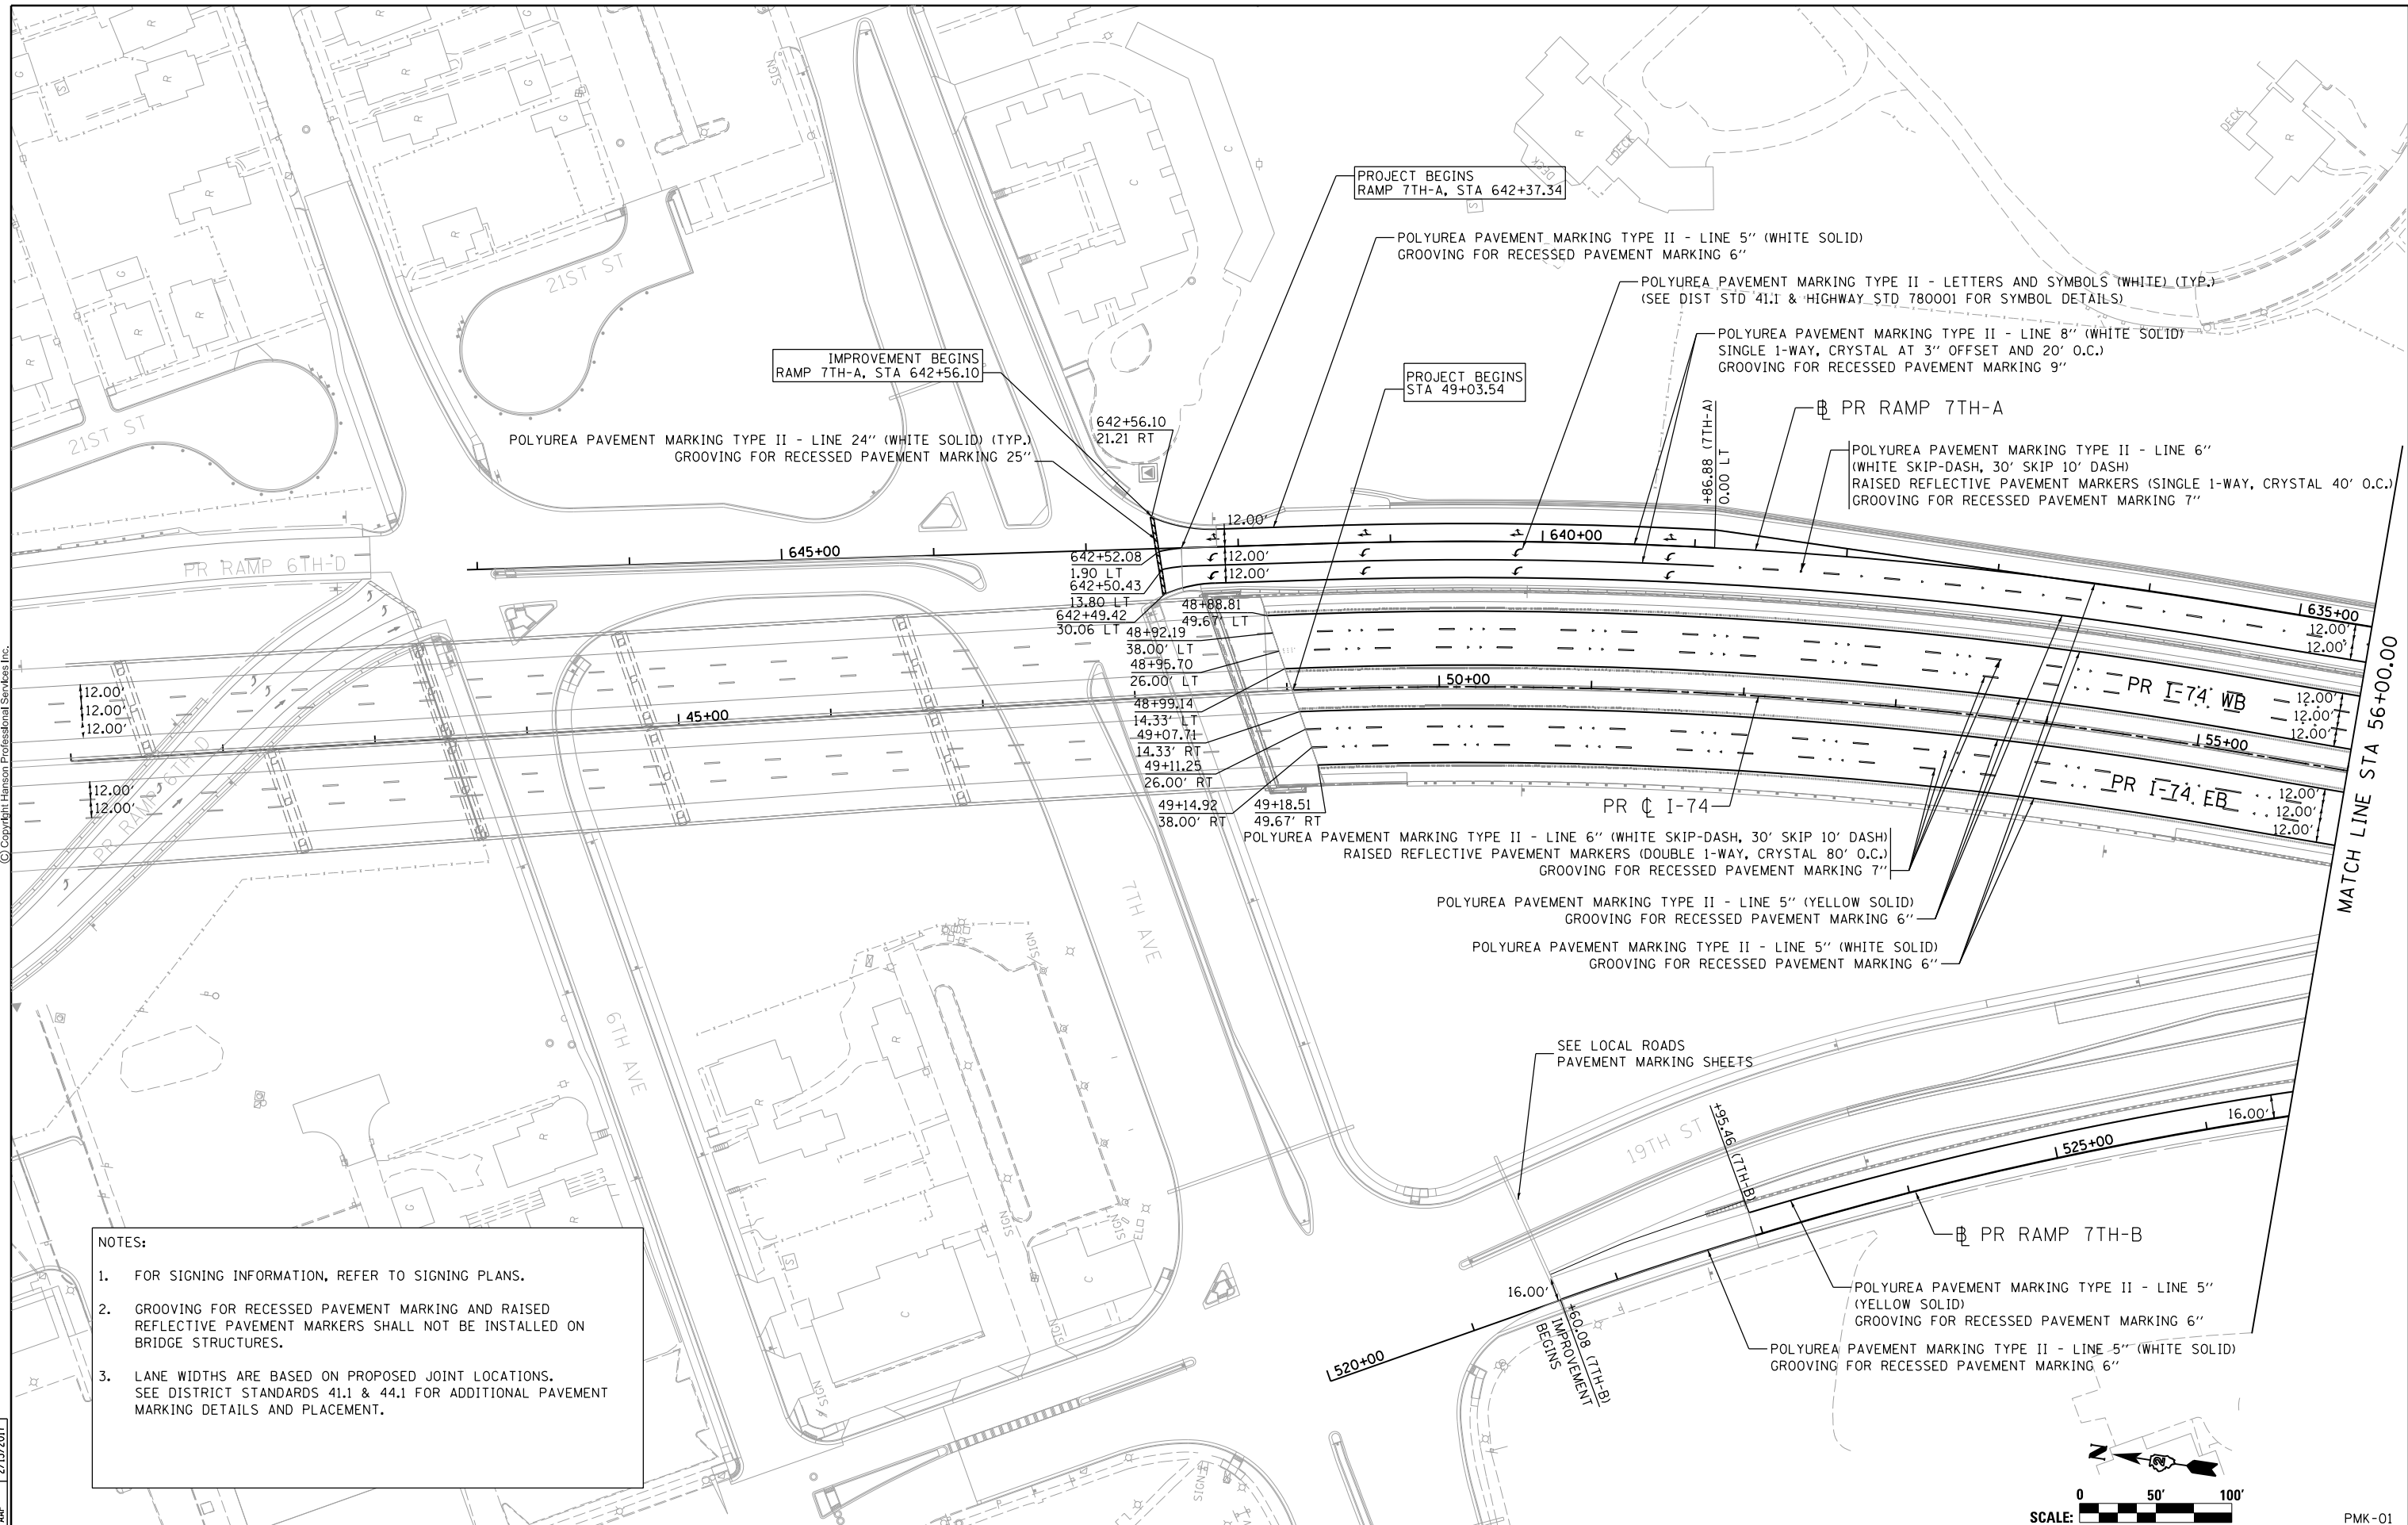 PROJECT BEGINS
RAMP 7TH-A, STA 642+37.34
POLYUREA PAVEMENT MARKING TYPE II - LINE 5" (WHITE SOLID)
GROOVING FOR RECESSED PAVEMENT MARKING 6"
POLYUREA PAVEMENT MARKING TYPE II - LETTERS AND SYMBOLS (WHITE) (TYP.)
(SEE DIST STD 41.1 & HIGHWAY STD 780001 FOR SYMBOL DETAILS)
POLYUREA PAVEMENT MARKING TYPE II - LINE 8" (WHITE SOLID)
SINGLE 1-WAY, CRYSTAL AT 3" OFFSET AND 20' O.C.)
GROOVING FOR RECESSED PAVEMENT MARKING 9"
IMPROVEMENT BEGINS
RAMP 7TH-A, STA 642+56.10
PROJECT BEGINS
STA 49+03.54
PR RAMP 7TH-A
+86.88 (7TH-A)
0.00 LT
POLYUREA PAVEMENT MARKING TYPE II - LINE 24" (WHITE SOLID) (TYP.)
GROOVING FOR RECESSED PAVEMENT MARKING 25"
642+56.10
21.21 RT
POLYUREA PAVEMENT MARKING TYPE II - LINE 6"
(WHITE SKIP-DASH, 30' SKIP 10' DASH)
RAISED REFLECTIVE PAVEMENT MARKERS (SINGLE 1-WAY, CRYSTAL 40' O.C.)
GROOVING FOR RECESSED PAVEMENT MARKING 7"
21ST ST
21ST ST
SIGN
DECK
DECK
DECK
PR RAMP 6TH-D
645+00
640+00
635+00
12.00'
12.00'
12.00'
642+52.08
1.90 LT
642+50.43
13.80 LT
642+49.42
30.06 LT
48+88.81
49.67' LT
48+92.19
38.00' LT
48+95.70
26.00' LT
48+99.14
14.33' LT
49+07.71
14.33' RT
49+11.25
26.00' RT
49+14.92
38.00' RT
49+18.51
49.67' RT
12.00'
12.00'
12.00'
12.00'
12.00'
PR RAMP 6TH-D
45+00
50+00
55+00
PR I-74 WB
PR I-74 EB
12.00'
12.00'
12.00'
12.00'
12.00'
12.00'
12.00'
12.00'
MATCH LINE STA 56+00.00
PR ℄ I-74
POLYUREA PAVEMENT MARKING TYPE II - LINE 6" (WHITE SKIP-DASH, 30' SKIP 10' DASH)
RAISED REFLECTIVE PAVEMENT MARKERS (DOUBLE 1-WAY, CRYSTAL 80' O.C.)
GROOVING FOR RECESSED PAVEMENT MARKING 7"
POLYUREA PAVEMENT MARKING TYPE II - LINE 5" (YELLOW SOLID)
GROOVING FOR RECESSED PAVEMENT MARKING 6"
POLYUREA PAVEMENT MARKING TYPE II - LINE 5" (WHITE SOLID)
GROOVING FOR RECESSED PAVEMENT MARKING 6"
7TH AVE
6TH AVE
SIGN
SIGN
SIGN
SIGN
SIGN
SIGN
SEE LOCAL ROADS
PAVEMENT MARKING SHEETS
19TH ST
+95.46 (7TH-B)
16.00'
525+00
PR RAMP 7TH-B
16.00'
+60.08 (7TH-B)
IMPROVEMENT
BEGINS
520+00
POLYUREA PAVEMENT MARKING TYPE II - LINE 5"
(YELLOW SOLID)
GROOVING FOR RECESSED PAVEMENT MARKING 6"
POLYUREA PAVEMENT MARKING TYPE II - LINE 5" (WHITE SOLID)
GROOVING FOR RECESSED PAVEMENT MARKING 6"
NOTES:
1. FOR SIGNING INFORMATION, REFER TO SIGNING PLANS.
2. GROOVING FOR RECESSED PAVEMENT MARKING AND RAISED
REFLECTIVE PAVEMENT MARKERS SHALL NOT BE INSTALLED ON
BRIDGE STRUCTURES.
3. LANE WIDTHS ARE BASED ON PROPOSED JOINT LOCATIONS.
SEE DISTRICT STANDARDS 41.1 & 44.1 FOR ADDITIONAL PAVEMENT
MARKING DETAILS AND PLACEMENT.
© Copyright Hanson Professional Services Inc.
N
0 50' 100'
SCALE:
PMK-01